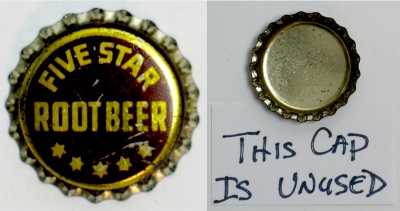 FIVE STAR
ROOT BEER
THIS CAP
IS UNUSED